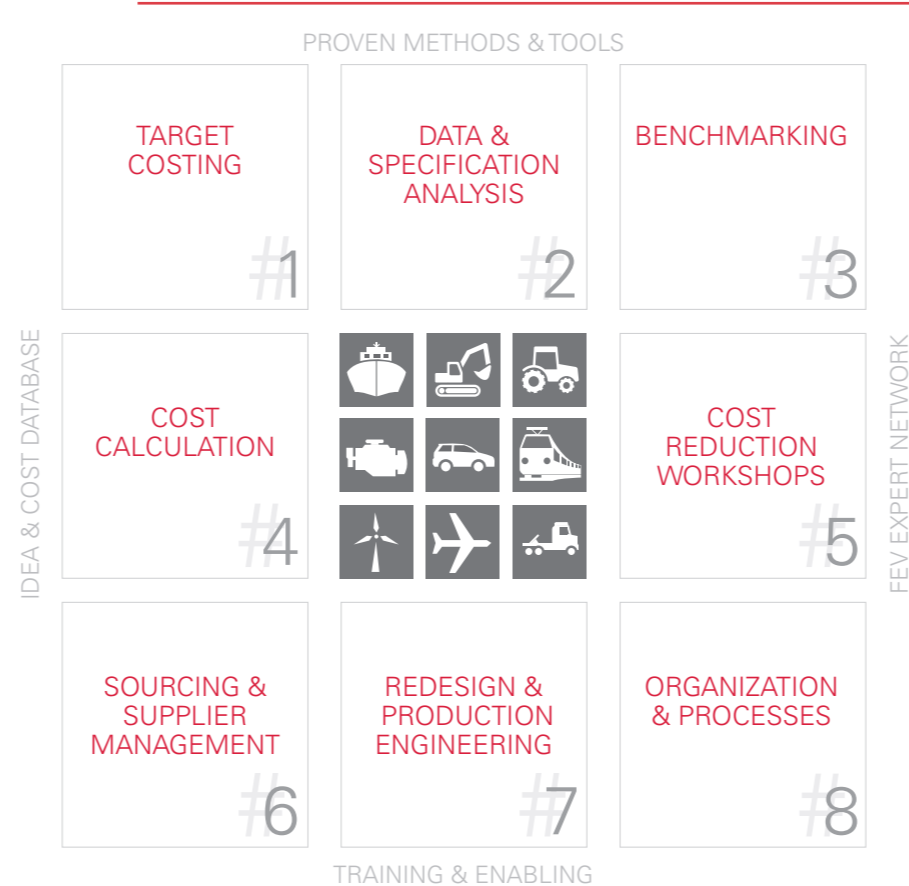 PROVEN METHODS & TOOLS
TARGET
COSTING
#1
DATA &
SPECIFICATION
ANALYSIS
#2
BENCHMARKING
#3
IDEA & COST DATABASE
COST
CALCULATION
#4
COST
REDUCTION
WORKSHOPS
#5
FEV EXPERT NETWORK
SOURCING &
SUPPLIER
MANAGEMENT
#6
REDESIGN &
PRODUCTION
ENGINEERING
#7
ORGANIZATION
& PROCESSES
#8
TRAINING & ENABLING